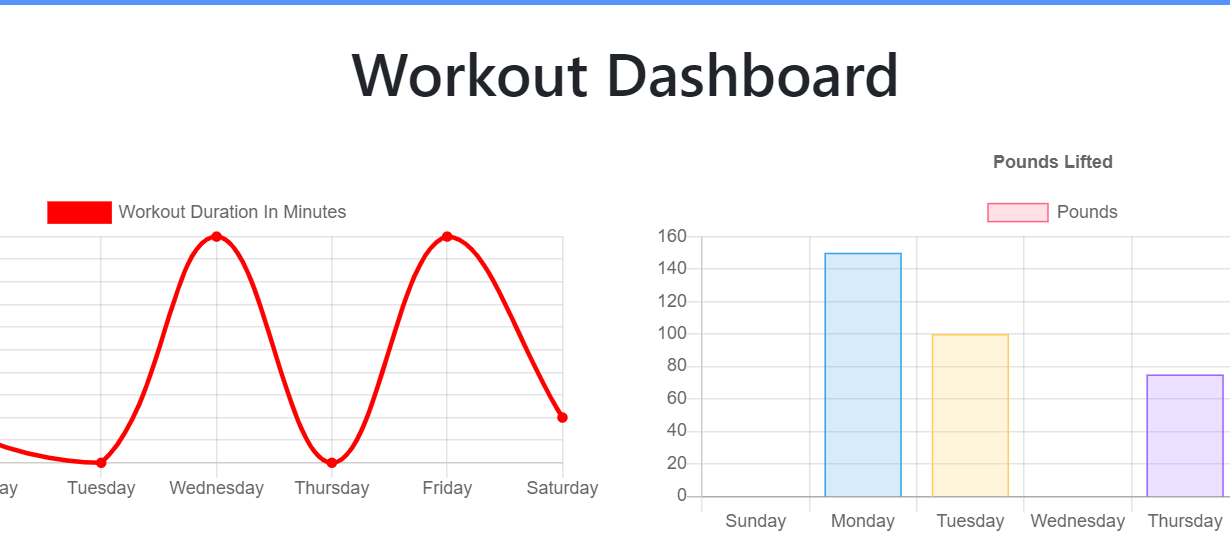 Workout Dashboard
Workout Duration In Minutes
ay Tuesday Wednesday Thursday Friday Saturday
Pounds Lifted
Pounds
160
140
120
100
80
60
40
20
0
Sunday Monday Tuesday Wednesday Thursday